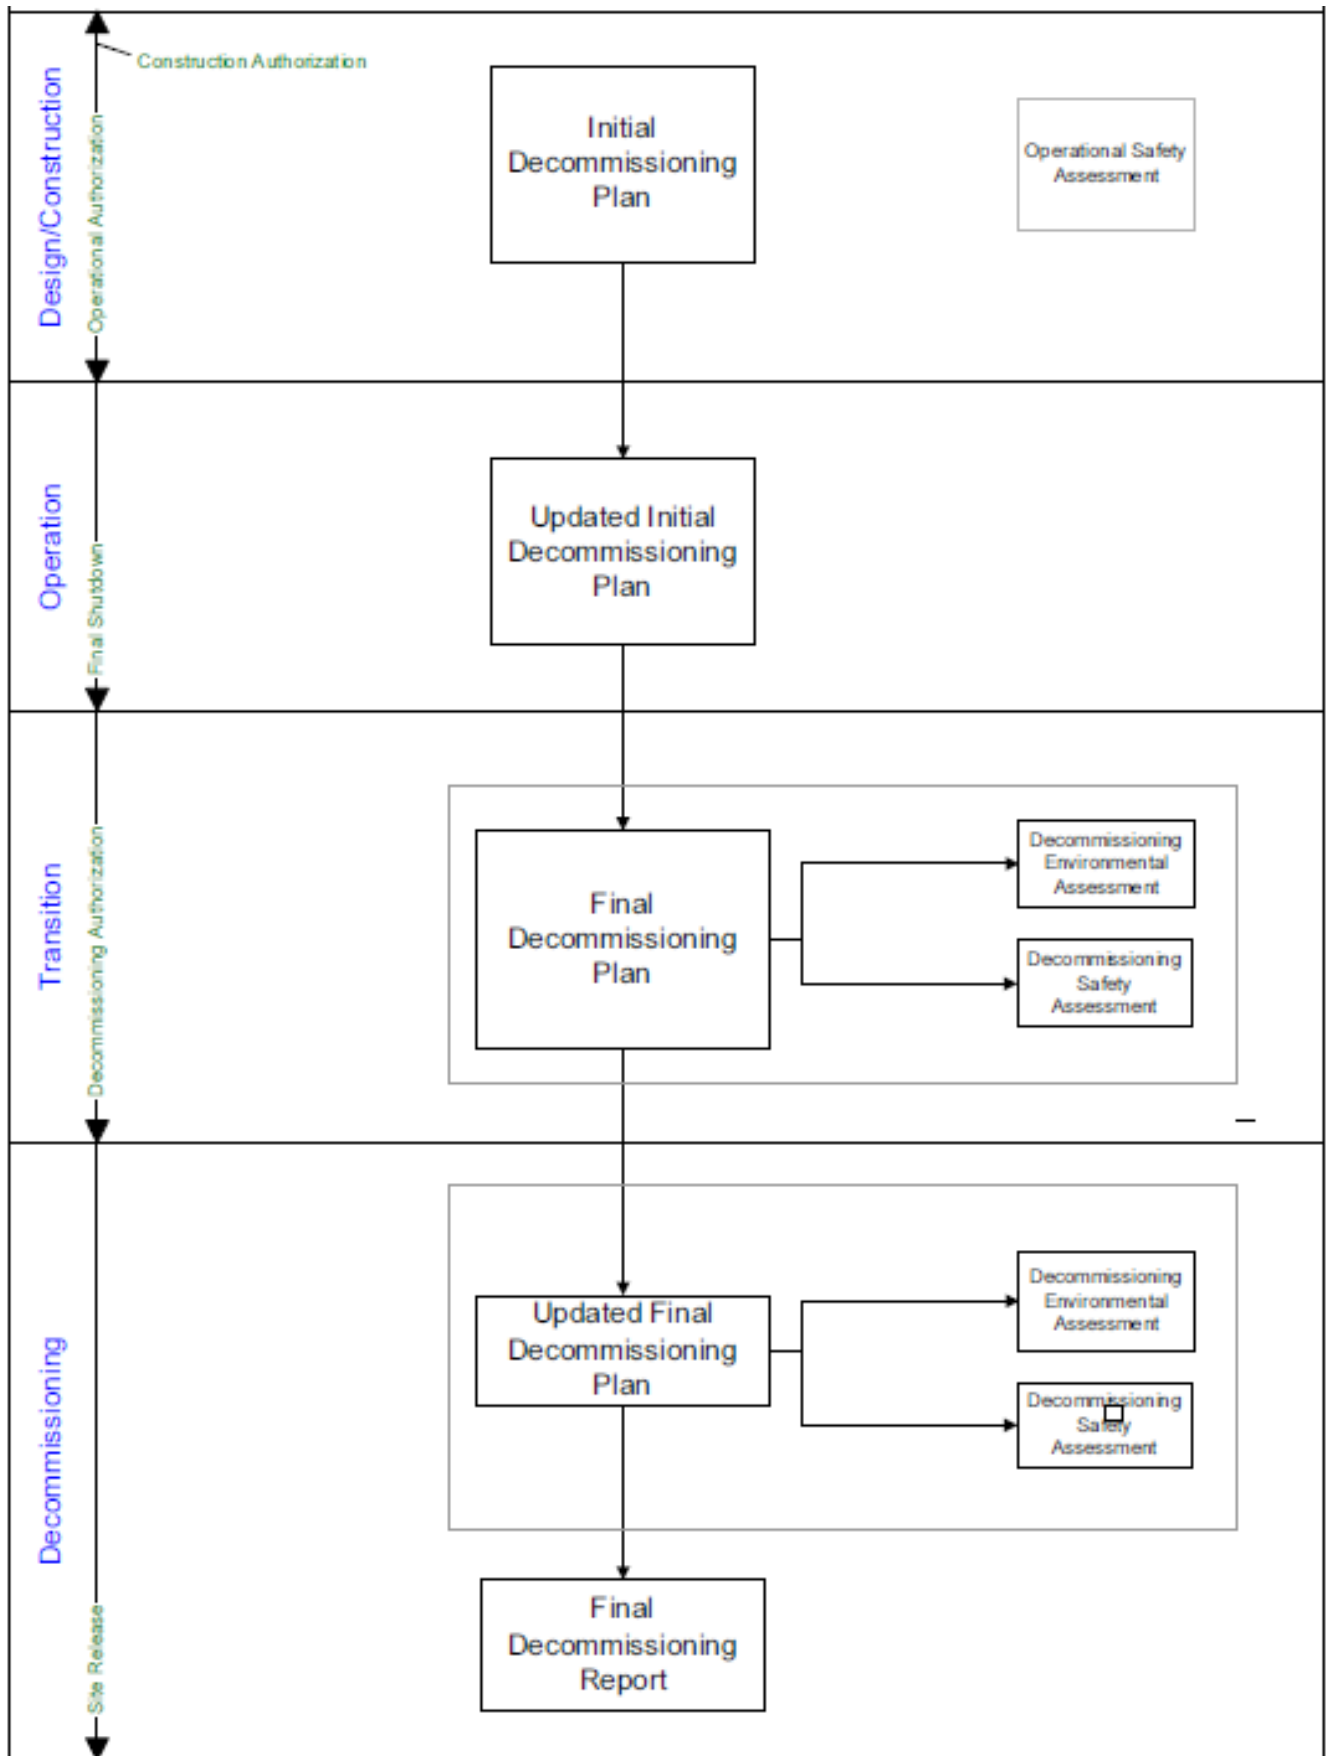 Construction Authorization
Design/Construction
Operational Authorization
Initial
Decommissioning
Plan
Operational Safety
Assessment
Operation
Final Shutdown
Updated Initial
Decommissioning
Plan
Transition
Decommissioning Authorization
Final
Decommissioning
Plan
Decommissioning
Environmental
Assessment
Decommissioning
Safety
Assessment
Decommissioning
Site Release
Updated Final
Decommissioning
Plan
Decommissioning
Environmental
Assessment
Decommissioning
Safety
Assessment
Final
Decommissioning
Report